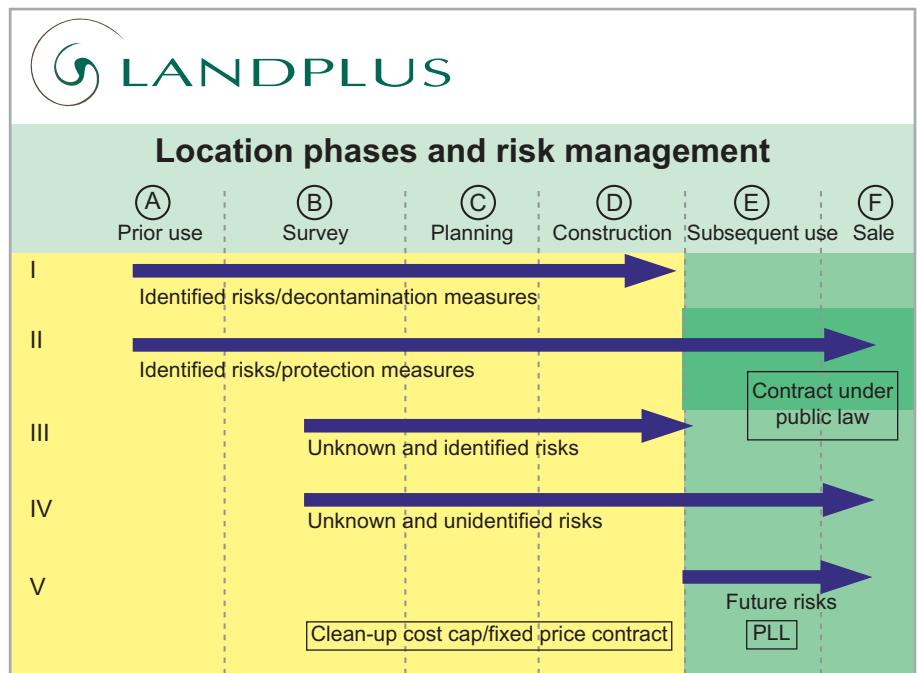 LANDPLUS
Location phases and risk management
A B C D E F
Prior use Survey Planning Construction Subsequent use Sale
I
Identified risks/decontamination measures
II
Identified risks/protection measures
Contract under
public law
III
Unknown and identified risks
IV
Unknown and unidentified risks
V
Future risks
Clean-up cost cap/fixed price contract PLL